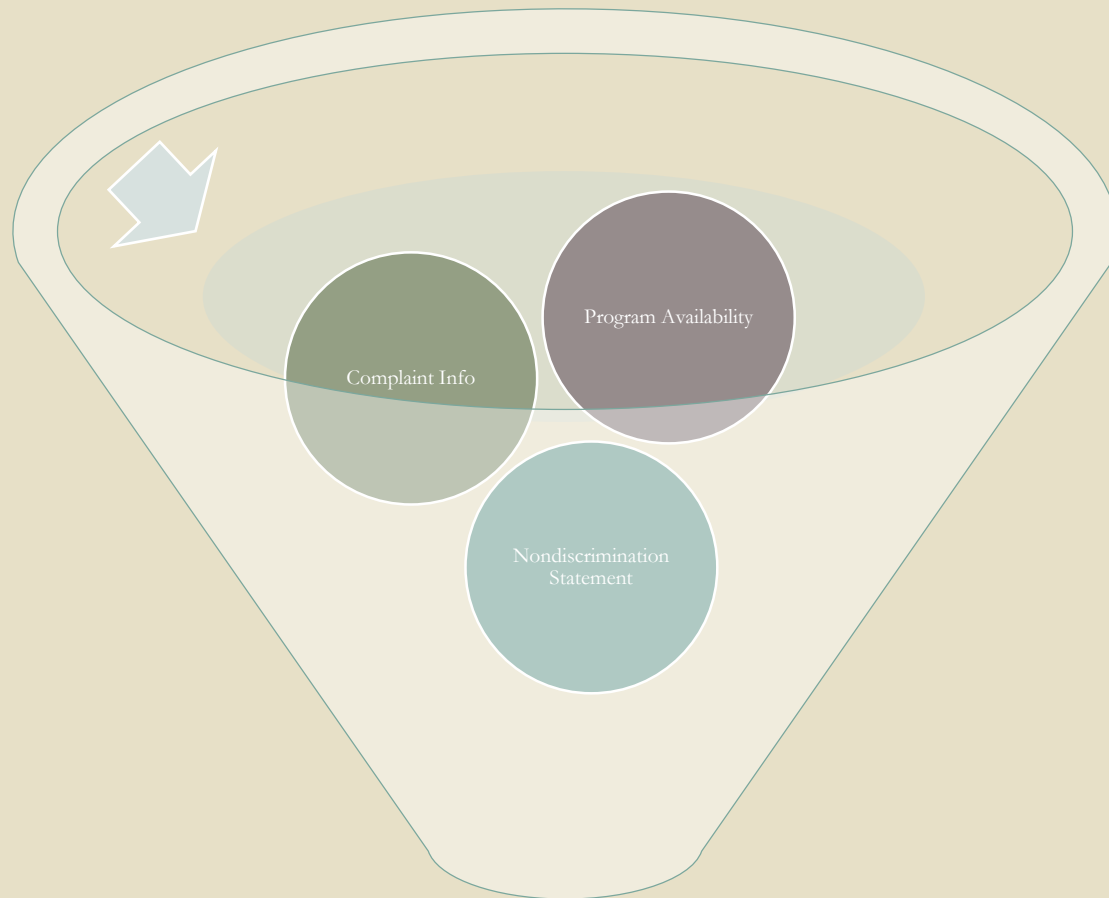 Program Availability
Complaint Info
Nondiscrimination
Statement